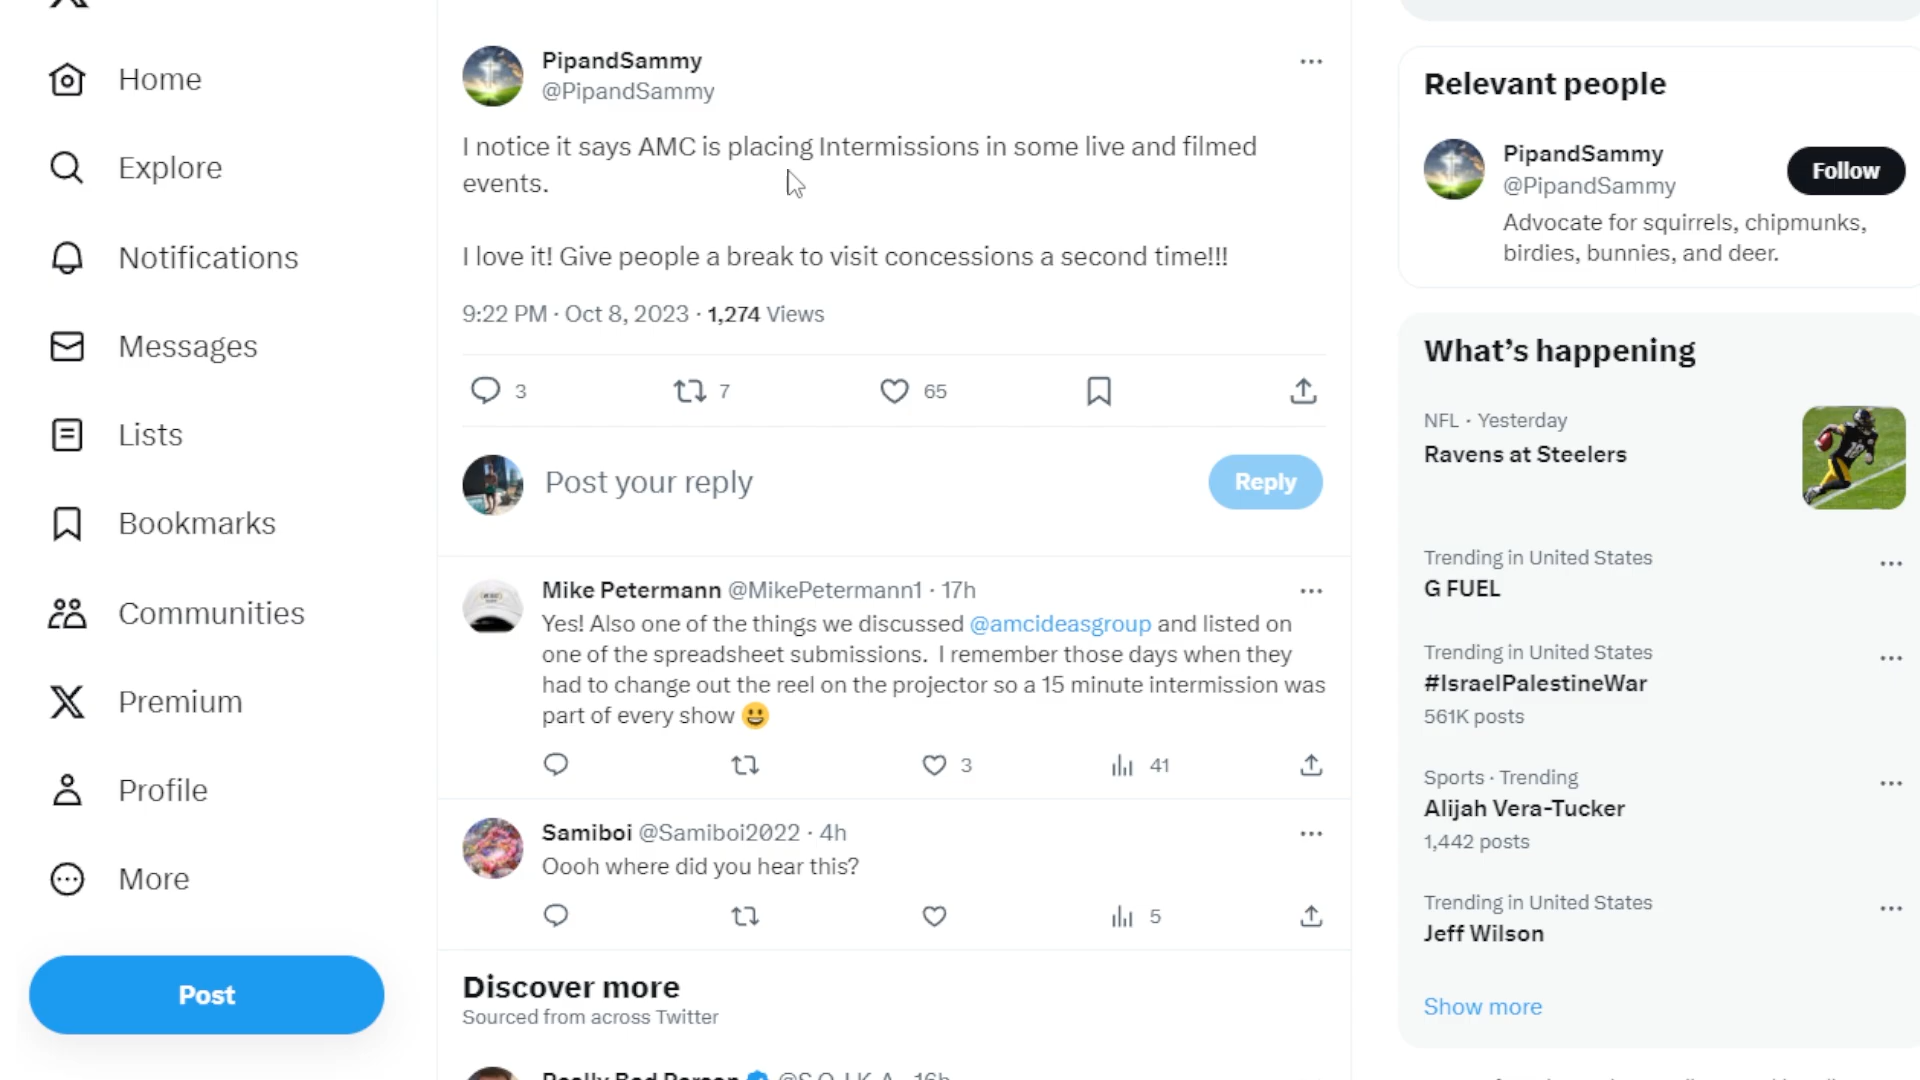 Home
Explore
Notifications
Messages
Lists
Bookmarks
Communities
Premium
Profile
More
Post
PipandSammy
@PipandSammy
I notice it says AMC is placing Intermissions in some live and filmed
events.
I love it! Give people a break to visit concessions a second time!!!
9:22 PM · Oct 8, 2023 · 1,274 Views
3 7 65
Post your reply
Reply
Mike Petermann @MikePetermann1 · 17h
Yes! Also one of the things we discussed @amcideasgroup and listed on
one of the spreadsheet submissions.  I remember those days when they
had to change out the reel on the projector so a 15 minute intermission was
part of every show 😃
3 41
Samiboi @Samiboi2022 · 4h
Oooh where did you hear this?
5
Discover more
Sourced from across Twitter
Relevant people
PipandSammy
@PipandSammy
Follow
Advocate for squirrels, chipmunks,
birdies, bunnies, and deer.
What's happening
NFL · Yesterday
Ravens at Steelers
Trending in United States
G FUEL
Trending in United States
#IsraelPalestineWar
561K posts
Sports · Trending
Alijah Vera-Tucker
1,442 posts
Trending in United States
Jeff Wilson
Show more